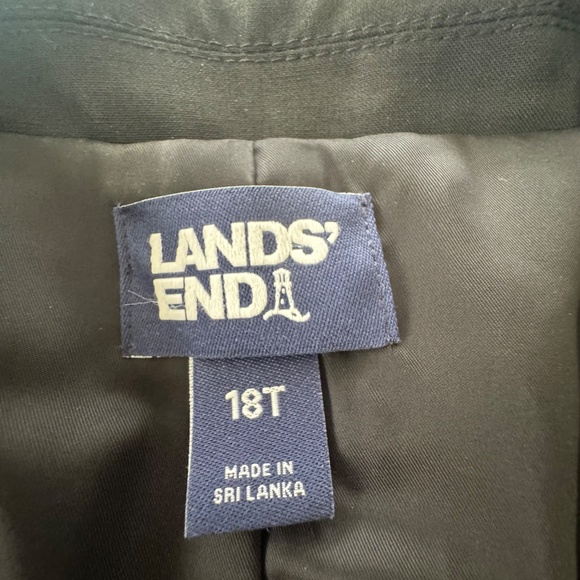 LANDS'
END
18T
MADE IN
SRI LANKA